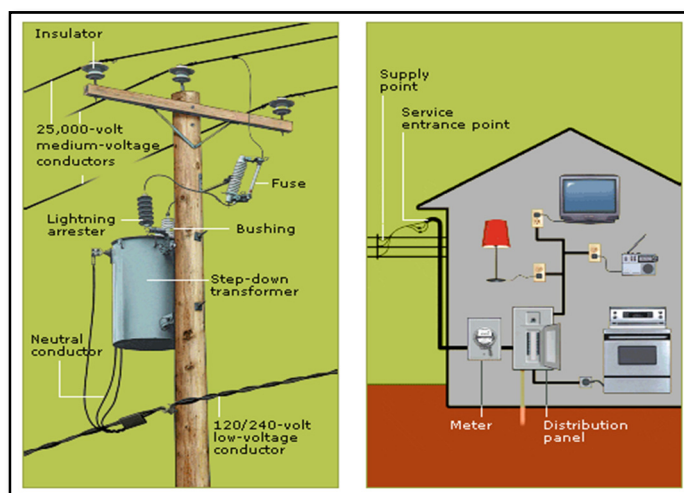 Insulator
25,000-volt
medium-voltage
conductors
Fuse
Lightning
arrester
Bushing
Step-down
transformer
Neutral
conductor
120/240-volt
low-voltage
conductor
Supply
point
Service
entrance point
Meter
Distribution
panel